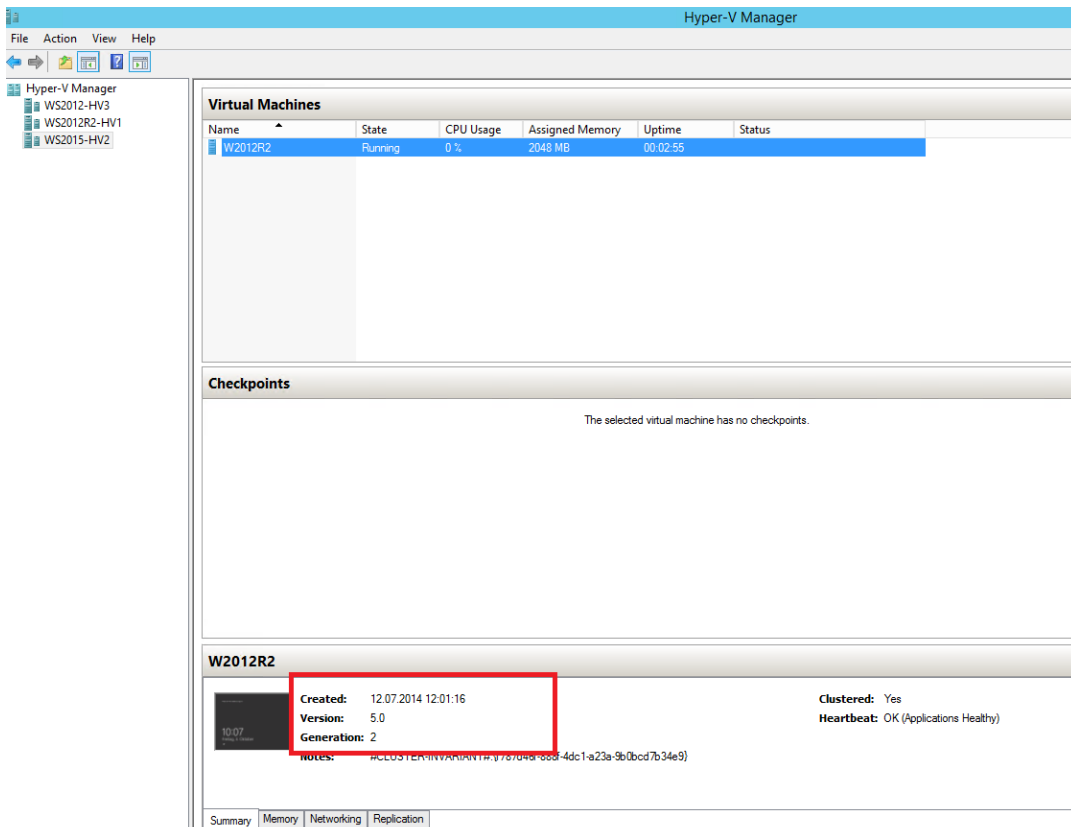 Hyper-V Manager
File Action View Help
Hyper-V Manager
WS2012-HV3
WS2012R2-HV1
WS2015-HV2
Virtual Machines
Name State CPU Usage Assigned Memory Uptime Status
W2012R2 Running 0 % 2048 MB 00:02:55
Checkpoints
The selected virtual machine has no checkpoints.
W2012R2
Created: 12.07.2014 12:01:16 Clustered: Yes
Version: 5.0 Heartbeat: OK (Applications Healthy)
Generation: 2
Notes: #CLUSTER-INVARIANT#:
10:07
Summary Memory Networking Replication